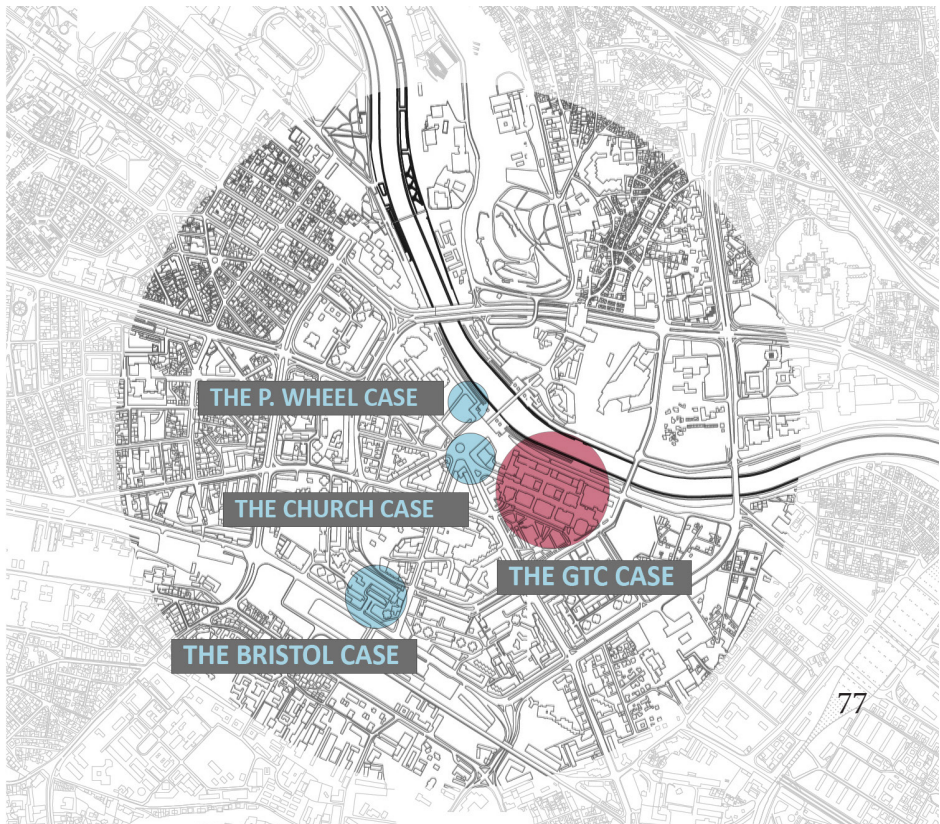 THE P. WHEEL CASE
THE CHURCH CASE
THE GTC CASE
THE BRISTOL CASE
77